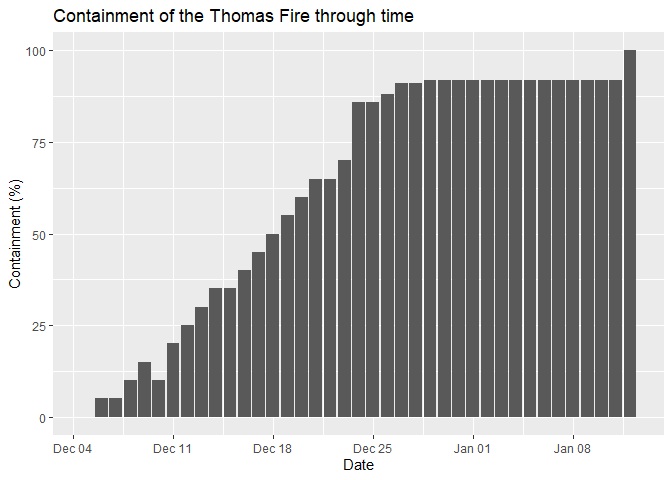 Containment of the Thomas Fire through time
100
75
50
25
0
Containment (%)
Dec 04 Dec 11 Dec 18 Dec 25 Jan 01 Jan 08
Date